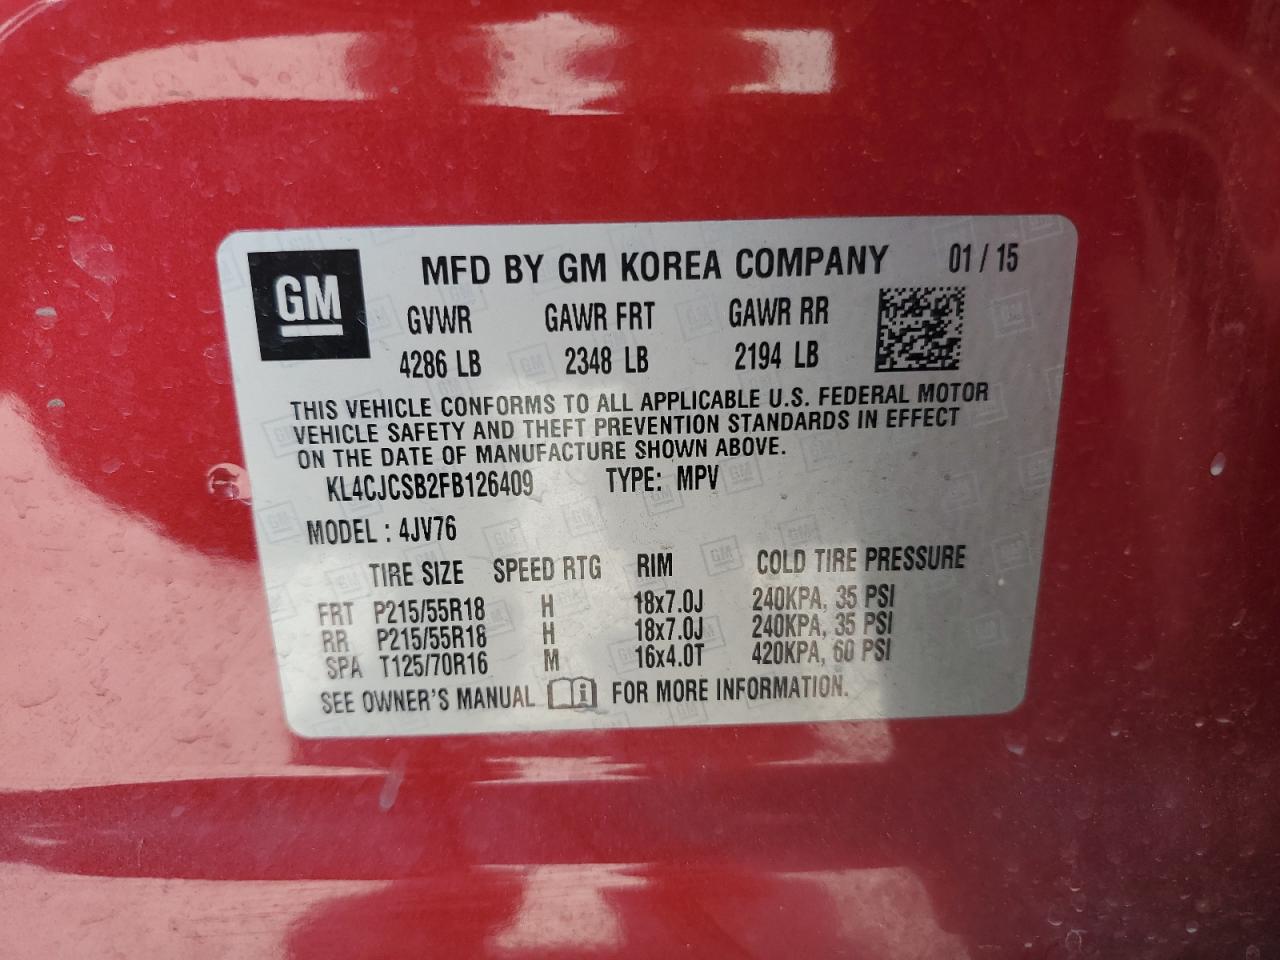 GM
MFD BY GM KOREA COMPANY 01 / 15
GVWR GAWR FRT GAWR RR
4286 LB 2348 LB 2194 LB
THIS VEHICLE CONFORMS TO ALL APPLICABLE U.S. FEDERAL MOTOR
VEHICLE SAFETY AND THEFT PREVENTION STANDARDS IN EFFECT
ON THE DATE OF MANUFACTURE SHOWN ABOVE.
KL4CJCSB2FB126409 TYPE: MPV
MODEL : 4JV76
TIRE SIZE SPEED RTG RIM COLD TIRE PRESSURE
FRT P215/55R18 H 18x7.0J 240KPA, 35 PSI
RR P215/55R18 H 18x7.0J 240KPA, 35 PSI
SPA T125/70R16 M 16x4.0T 420KPA, 60 PSI
SEE OWNER'S MANUAL i FOR MORE INFORMATION.